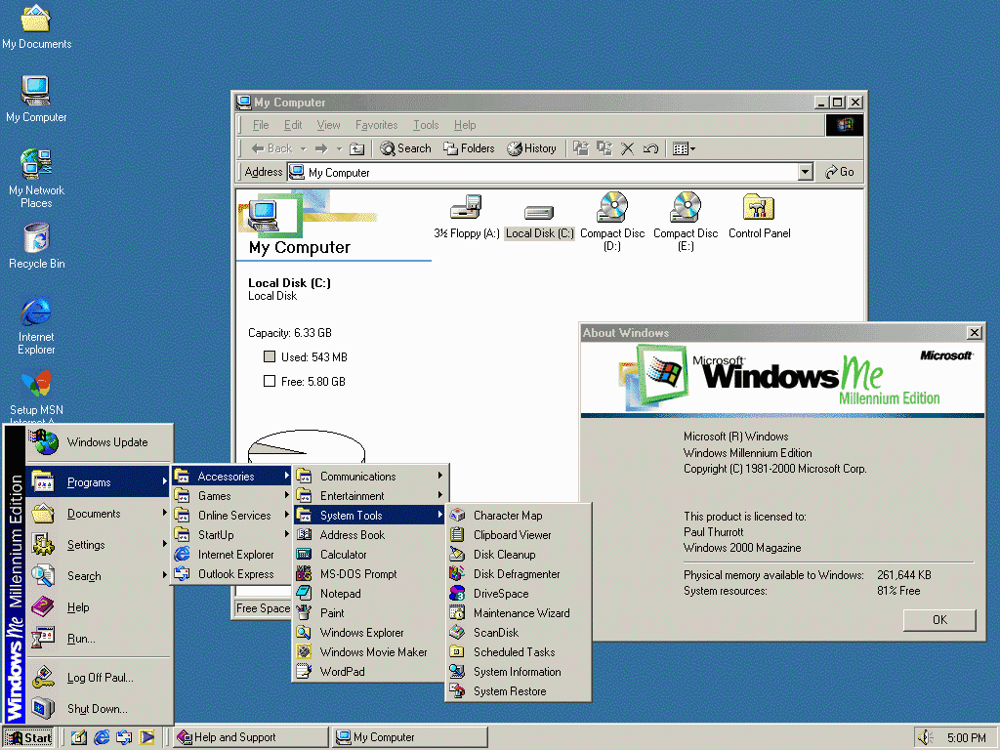 My Documents
My Computer
My Network
Places
Recycle Bin
Internet
Explorer
Setup MSN
Internet A...
My Computer
File Edit View Favorites Tools Help
Back Search Folders History
Address My Computer Go
3½ Floppy (A:) Local Disk (C:) Compact Disc Compact Disc Control Panel
(D:) (E:)
My Computer
Local Disk (C:)
Local Disk
Capacity: 6.33 GB
Used: 543 MB
Free: 5.80 GB
Free Space
About Windows
Microsoft
Microsoft
Windows Me
Millennium Edition
Microsoft (R) Windows
Windows Millennium Edition
Copyright (C) 1981-2000 Microsoft Corp.
This product is licensed to:
Paul Thurrott
Windows 2000 Magazine
Physical memory available to Windows: 261,644 KB
System resources: 81% Free
OK
Windows Me Millennium Edition
Windows Update
Programs
Documents
Settings
Search
Help
Run...
Log Off Paul...
Shut Down...
Accessories
Games
Online Services
StartUp
Internet Explorer
Outlook Express
Communications
Entertainment
System Tools
Address Book
Calculator
MS-DOS Prompt
Notepad
Paint
Windows Explorer
Windows Movie Maker
WordPad
Character Map
Clipboard Viewer
Disk Cleanup
Disk Defragmenter
DriveSpace
Maintenance Wizard
ScanDisk
Scheduled Tasks
System Information
System Restore
Start Help and Support My Computer 5:00 PM